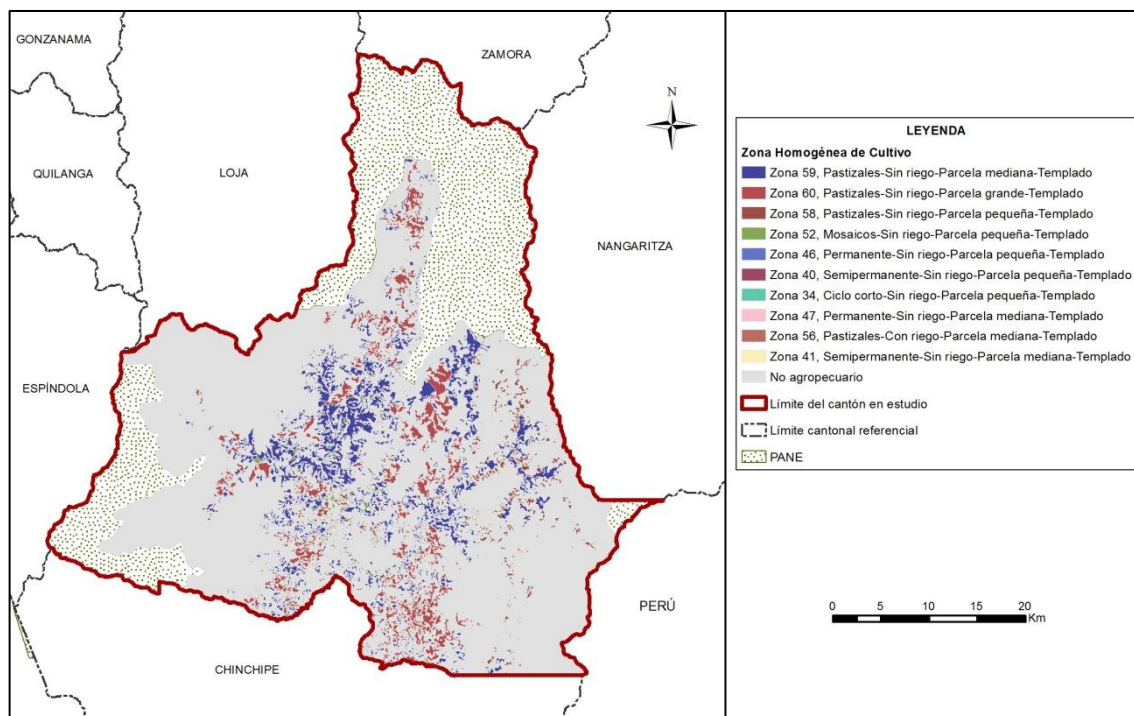 GONZANAMA
ZAMORA
N
QUILANGA
LOJA
NANGARITZA
ESPÍNDOLA
PERÚ
CHINCHIPE
LEYENDA
Zona Homogénea de Cultivo
Zona 59, Pastizales-Sin riego-Parcela mediana-Templado
Zona 60, Pastizales-Sin riego-Parcela grande-Templado
Zona 58, Pastizales-Sin riego-Parcela pequeña-Templado
Zona 52, Mosaicos-Sin riego-Parcela pequeña-Templado
Zona 46, Permanente-Sin riego-Parcela pequeña-Templado
Zona 40, Semipermanente-Sin riego-Parcela pequeña-Templado
Zona 34, Ciclo corto-Sin riego-Parcela pequeña-Templado
Zona 47, Permanente-Sin riego-Parcela mediana-Templado
Zona 56, Pastizales-Con riego-Parcela mediana-Templado
Zona 41, Semipermanente-Sin riego-Parcela mediana-Templado
No agropecuario
Límite del cantón en estudio
Límite cantonal referencial
PANE
0 5 10 15 20
Km